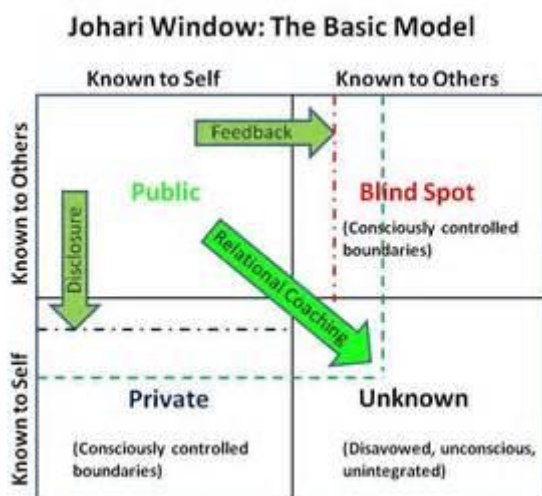 Johari Window: The Basic Model
Known to Self
Known to Others
Known to Others
Feedback
Public
Blind Spot
(Consciously controlled
boundaries)
Disclosure
Relational Coaching
Known to Self
Private
Unknown
(Consciously controlled
boundaries)
(Disavowed, unconscious,
unintegrated)